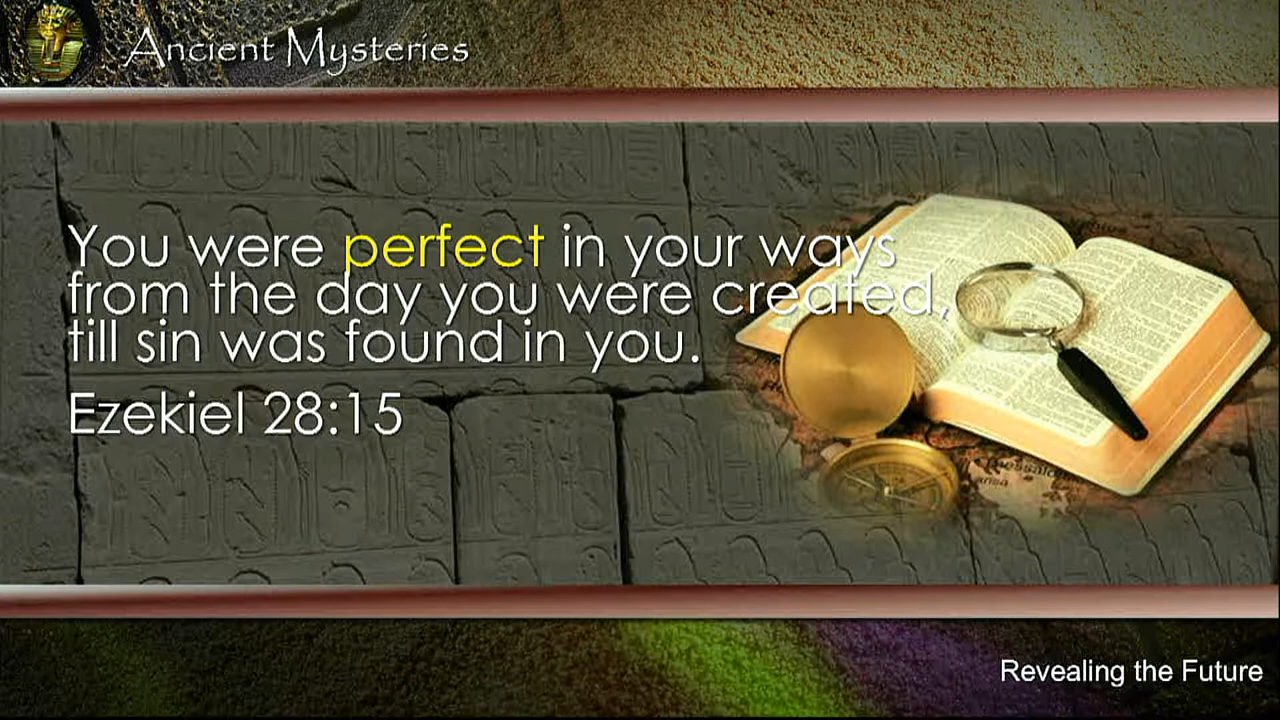 Ancient Mysteries
You were perfect in your ways
from the day you were created,
till sin was found in you.
Ezekiel 28:15
Revealing the Future